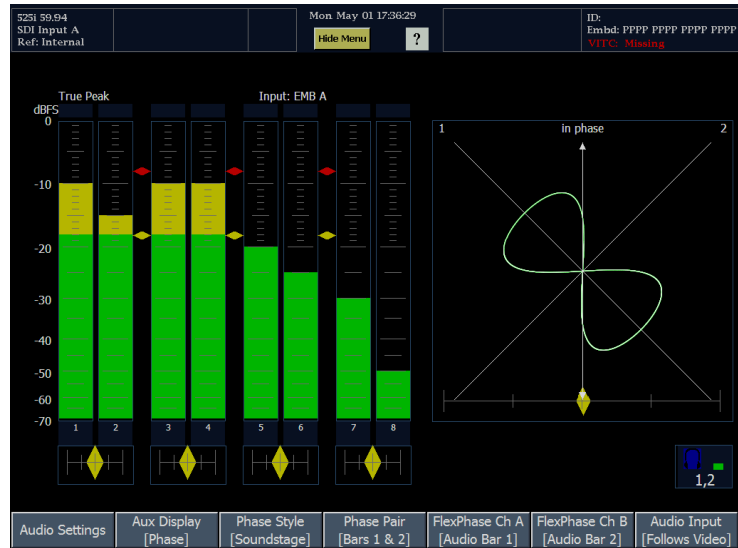 525i 59.94
SDI Input A
Ref: Internal
Mon May 01 17:36:29
Hide Menu
?
ID:
Embd: PPPP PPPP PPPP PPPP
VITC: Missing
True Peak
Input: EMB A
dBFS
0
-10
-20
-30
-40
-50
-60
-70
1 2 3 4 5 6 7 8
1 in phase 2
1,2
Audio Settings
Aux Display
[Phase]
Phase Style
[Soundstage]
Phase Pair
[Bars 1 & 2]
FlexPhase Ch A
[Audio Bar 1]
FlexPhase Ch B
[Audio Bar 2]
Audio Input
[Follows Video]